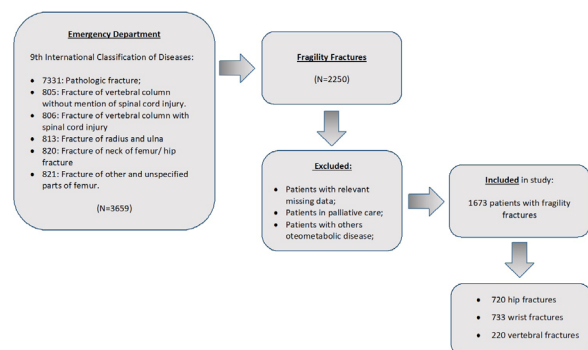 Emergency Department
9th International Classification of Diseases:
• 7331: Pathologic fracture;
• 805: Fracture of vertebral column
without mention of spinal cord injury.
• 806: Fracture of vertebral column with
spinal cord injury
• 813: Fracture of radius and ulna
• 820: Fracture of neck of femur/ hip
fracture
• 821: Fracture of other and unspecified
parts of femur.
(N=3659)
Fragility Fractures
(N=2250)
Excluded:
• Patients with relevant
missing data;
• Patients in palliative care;
• Patients with others
oteometabolic disease;
Included in study:
1673 patients with fragility
fractures
• 720 hip fractures
• 733 wrist fractures
• 220 vertebral fractures